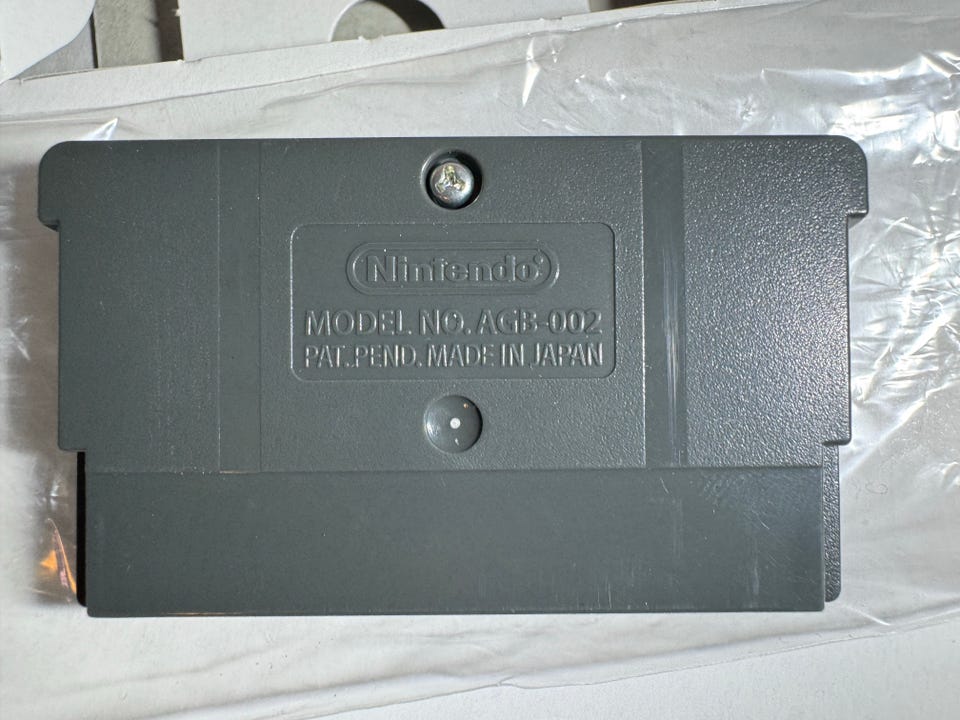 Nintendo
MODEL NO. AGB-002
PAT. PEND. MADE IN JAPAN